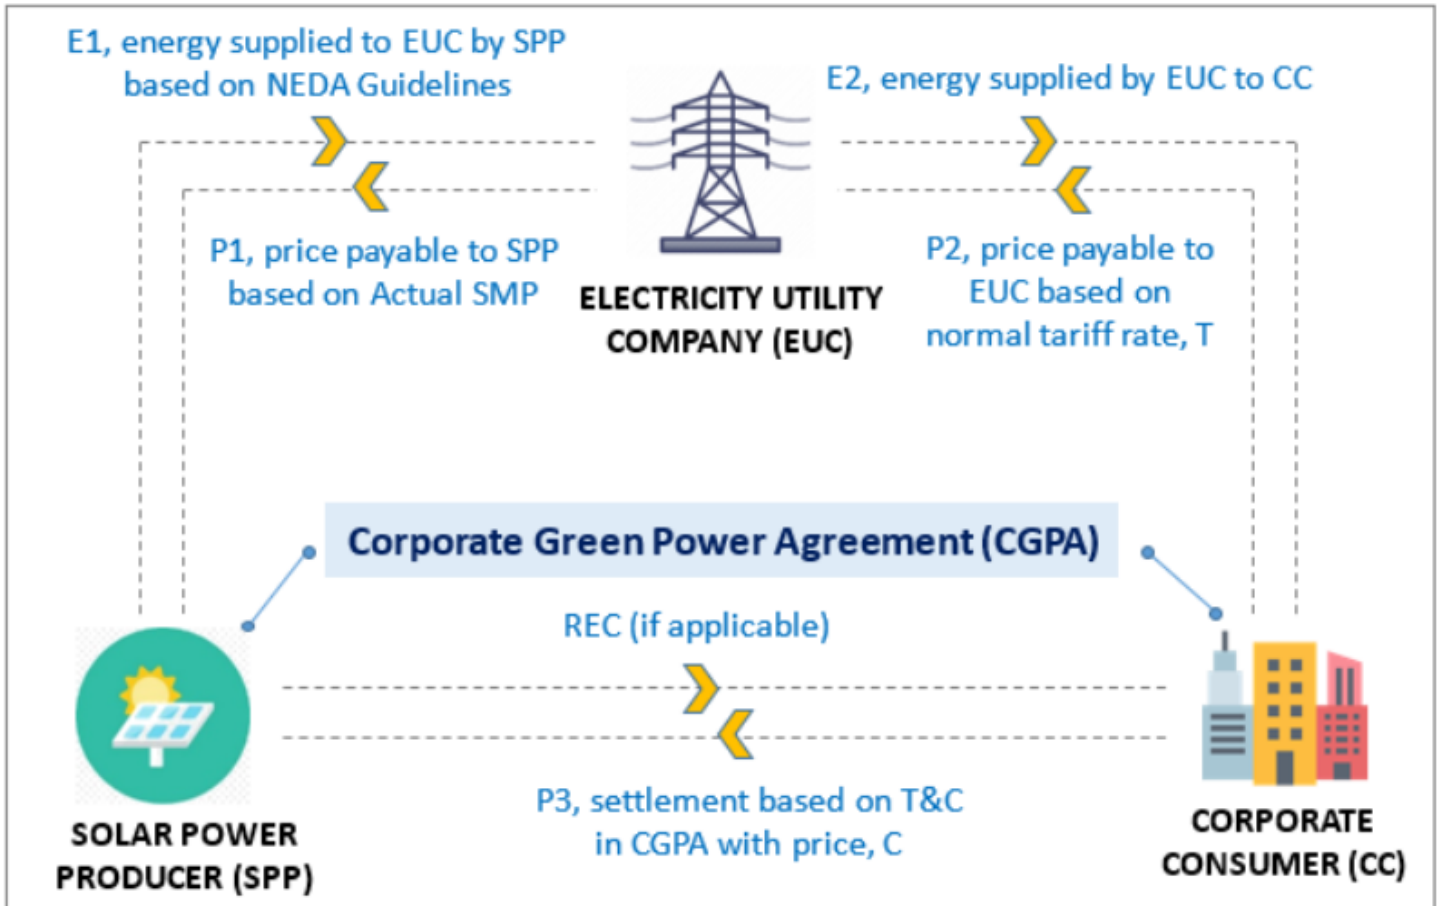 E1, energy supplied to EUC by SPP
based on NEDA Guidelines
E2, energy supplied by EUC to CC
P1, price payable to SPP
based on Actual SMP
P2, price payable to
EUC based on
normal tariff rate, T
ELECTRICITY UTILITY
COMPANY (EUC)
Corporate Green Power Agreement (CGPA)
REC (if applicable)
P3, settlement based on T&C
in CGPA with price, C
SOLAR POWER
PRODUCER (SPP)
CORPORATE
CONSUMER (CC)